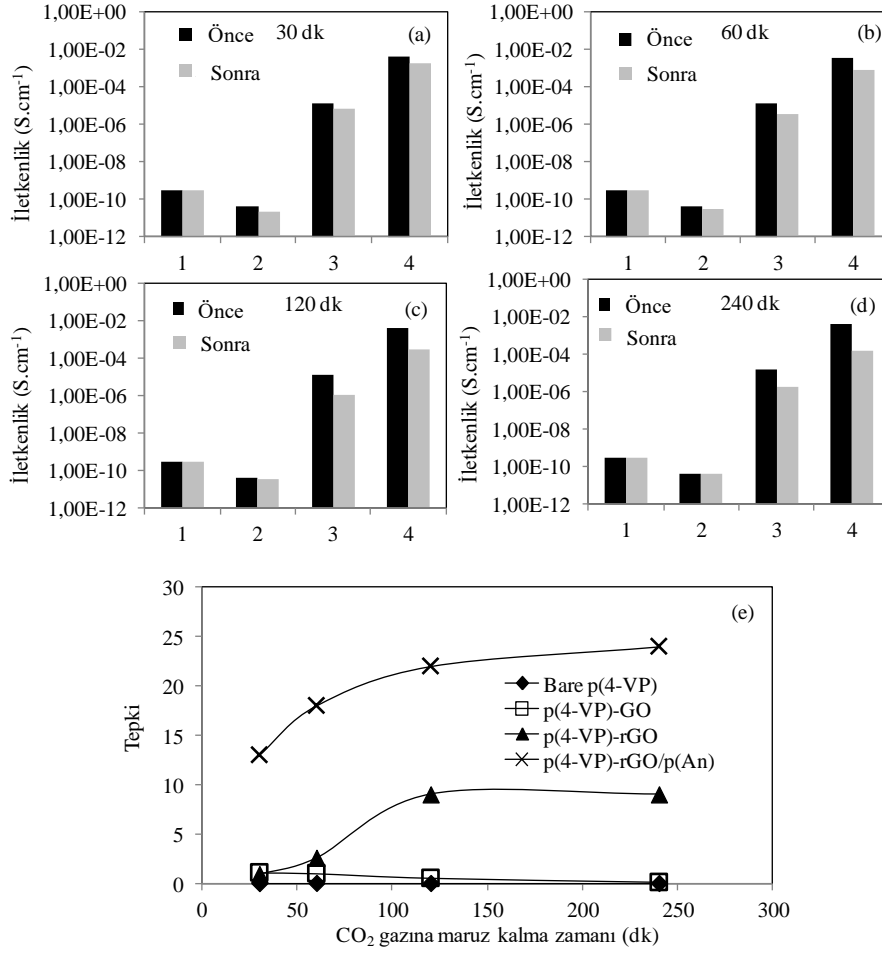 30 dk
(a)
Önce
Sonra
İletkenlik (S.cm-1)
1,00E+00
1,00E-02
1,00E-04
1,00E-06
1,00E-08
1,00E-10
1,00E-12
1 2 3 4
60 dk
(b)
Önce
Sonra
İletkenlik (S.cm-1)
1,00E+00
1,00E-02
1,00E-04
1,00E-06
1,00E-08
1,00E-10
1,00E-12
1 2 3 4
120 dk
(c)
Önce
Sonra
İletkenlik (S.cm-1)
1,00E+00
1,00E-02
1,00E-04
1,00E-06
1,00E-08
1,00E-10
1,00E-12
1 2 3 4
240 dk
(d)
Önce
Sonra
İletkenlik (S.cm-1)
1,00E+00
1,00E-02
1,00E-04
1,00E-06
1,00E-08
1,00E-10
1,00E-12
1 2 3 4
(e)
Tepki
30
25
20
15
10
5
0
Bare p(4-VP)
p(4-VP)-GO
p(4-VP)-rGO
p(4-VP)-rGO/p(An)
0 50 100 150 200 250 300
CO2 gazına maruz kalma zamanı (dk)